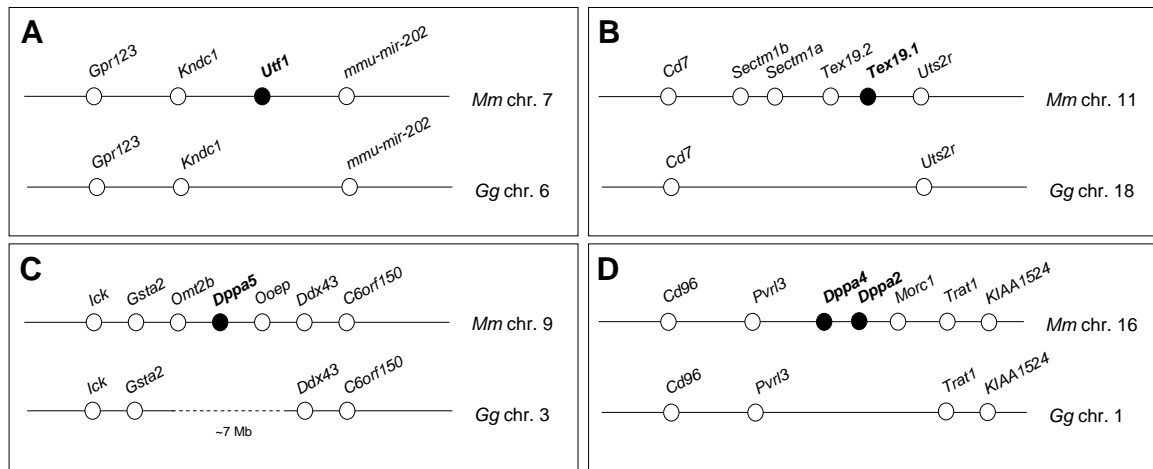 A
Gpr123 Kndc1 Utf1 mmu-mir-202
Mm chr. 7
Gpr123 Kndc1 mmu-mir-202
Gg chr. 6
B
Cd7 Sectm1b Sectm1a Tex19.2 Tex19.1 Uts2r
Mm chr. 11
Cd7 Uts2r
Gg chr. 18
C
Ick Gsta2 Omt2b Dppa5 Ooep Ddx43 C6orf150
Mm chr. 9
Ick Gsta2 Ddx43 C6orf150
Gg chr. 3
~7 Mb
D
Cd96 Pvrl3 Dppa4 Dppa2 Morc1 Trat1 KIAA1524
Mm chr. 16
Cd96 Pvrl3 Trat1 KIAA1524
Gg chr. 1